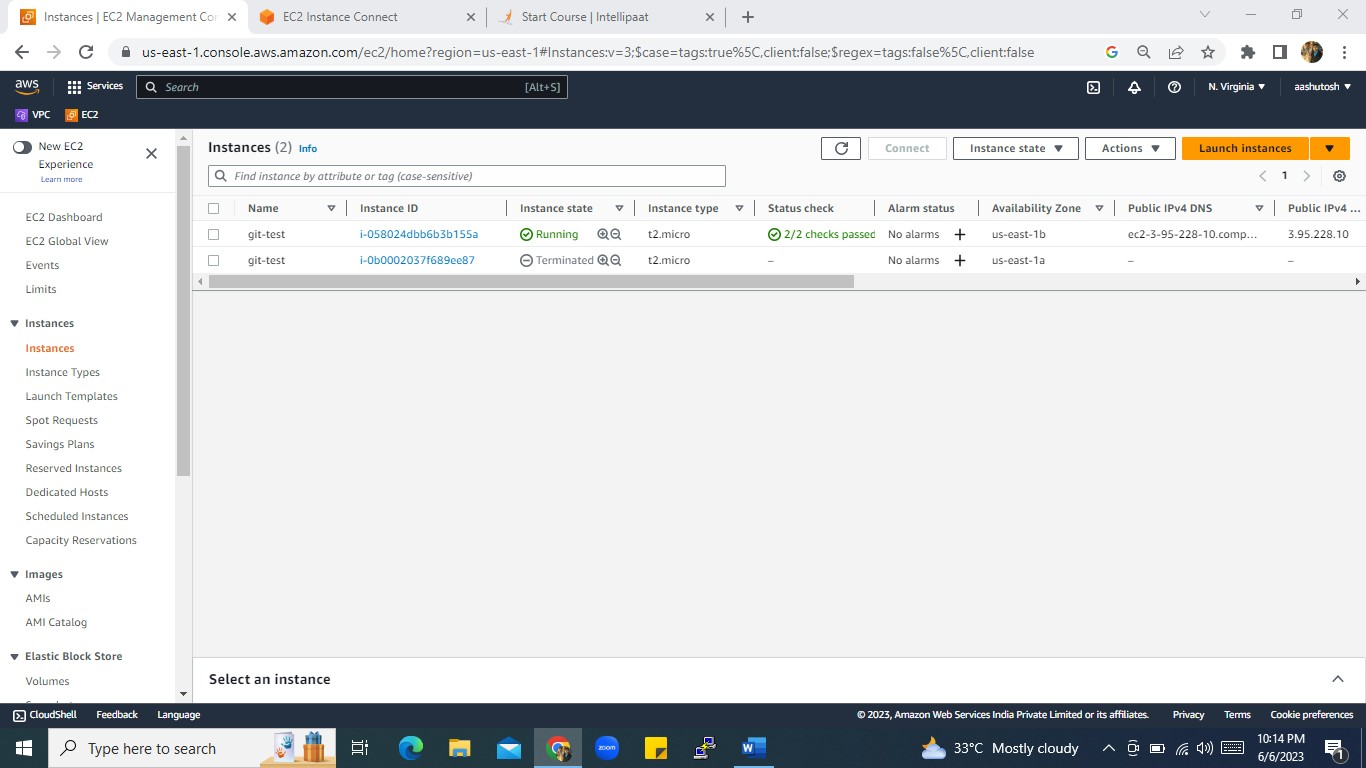 Instances | EC2 Management Cor
EC2 Instance Connect
Start Course | Intellipaat
us-east-1.console.aws.amazon.com/ec2/home?region=us-east-1#Instances:v=3;$case=tags:true%5C,client:false;$regex=tags:false%5C,client:false
aws Services Search [Alt+S] N. Virginia aashutosh
VPC EC2
New EC2
Experience
Learn more
EC2 Dashboard
EC2 Global View
Events
Limits
Instances
Instances
Instance Types
Launch Templates
Spot Requests
Savings Plans
Reserved Instances
Dedicated Hosts
Scheduled Instances
Capacity Reservations
Images
AMIs
AMI Catalog
Elastic Block Store
Volumes
Instances (2) Info Connect Instance state Actions Launch instances
Find instance by attribute or tag (case-sensitive) 1
Name Instance ID Instance state Instance type Status check Alarm status Availability Zone Public IPv4 DNS Public IPv4 ...
git-test i-058024dbb6b3b155a Running t2.micro 2/2 checks passed No alarms + us-east-1b ec2-3-95-228-10.comp... 3.95.228.10
git-test i-0b0002037f689ee87 Terminated t2.micro – No alarms + us-east-1a – –
Select an instance
CloudShell Feedback Language © 2023, Amazon Web Services India Private Limited or its affiliates. Privacy Terms Cookie preferences
Type here to search zoom W 33°C Mostly cloudy 10:14 PM
6/6/2023 1